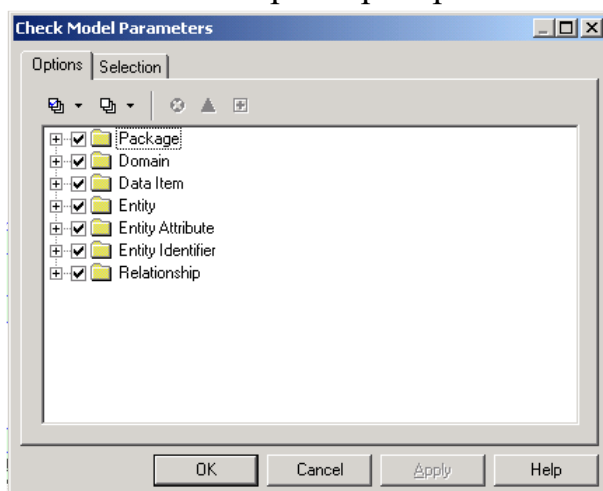 Check Model Parameters
Options Selection
Package
Domain
Data Item
Entity
Entity Attribute
Entity Identifier
Relationship
OK Cancel Apply Help